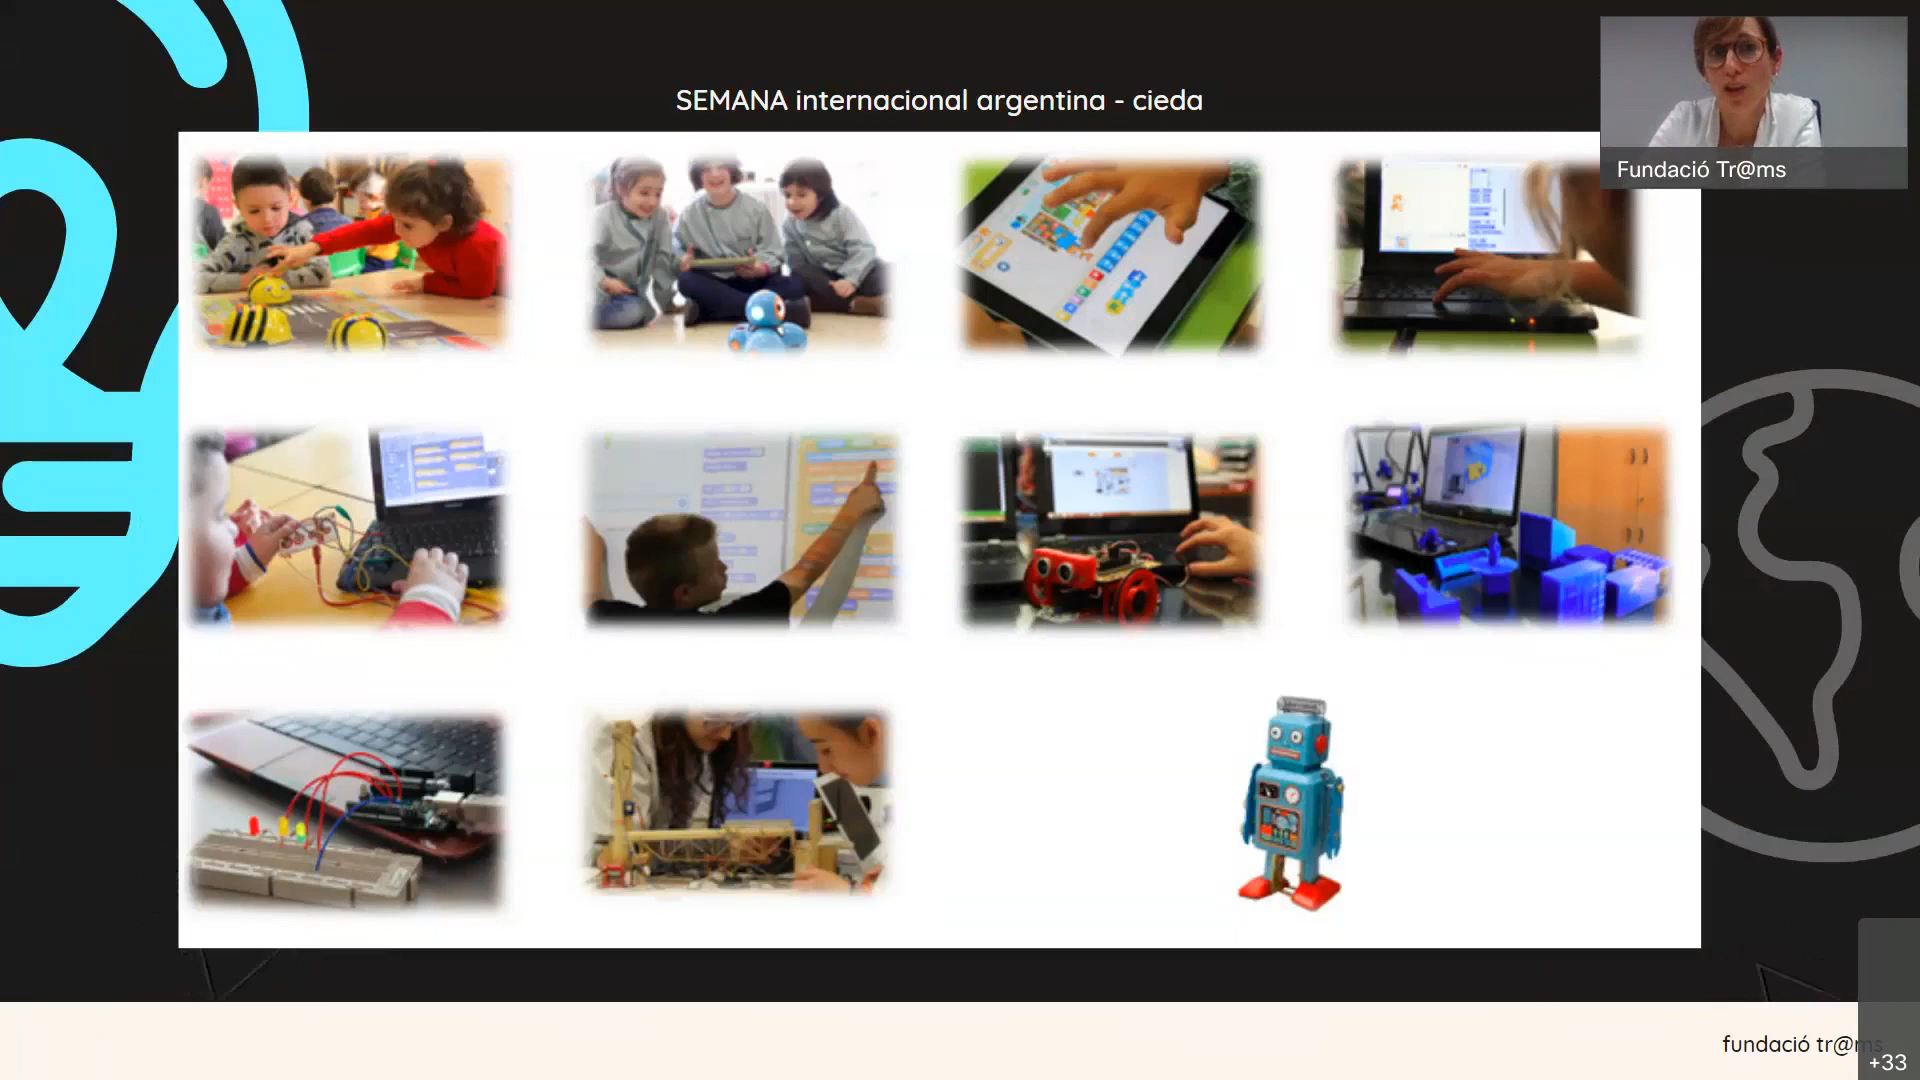 SEMANA internacional argentina - cieda
Fundació Tr@ms
fundació tr@ms
+33